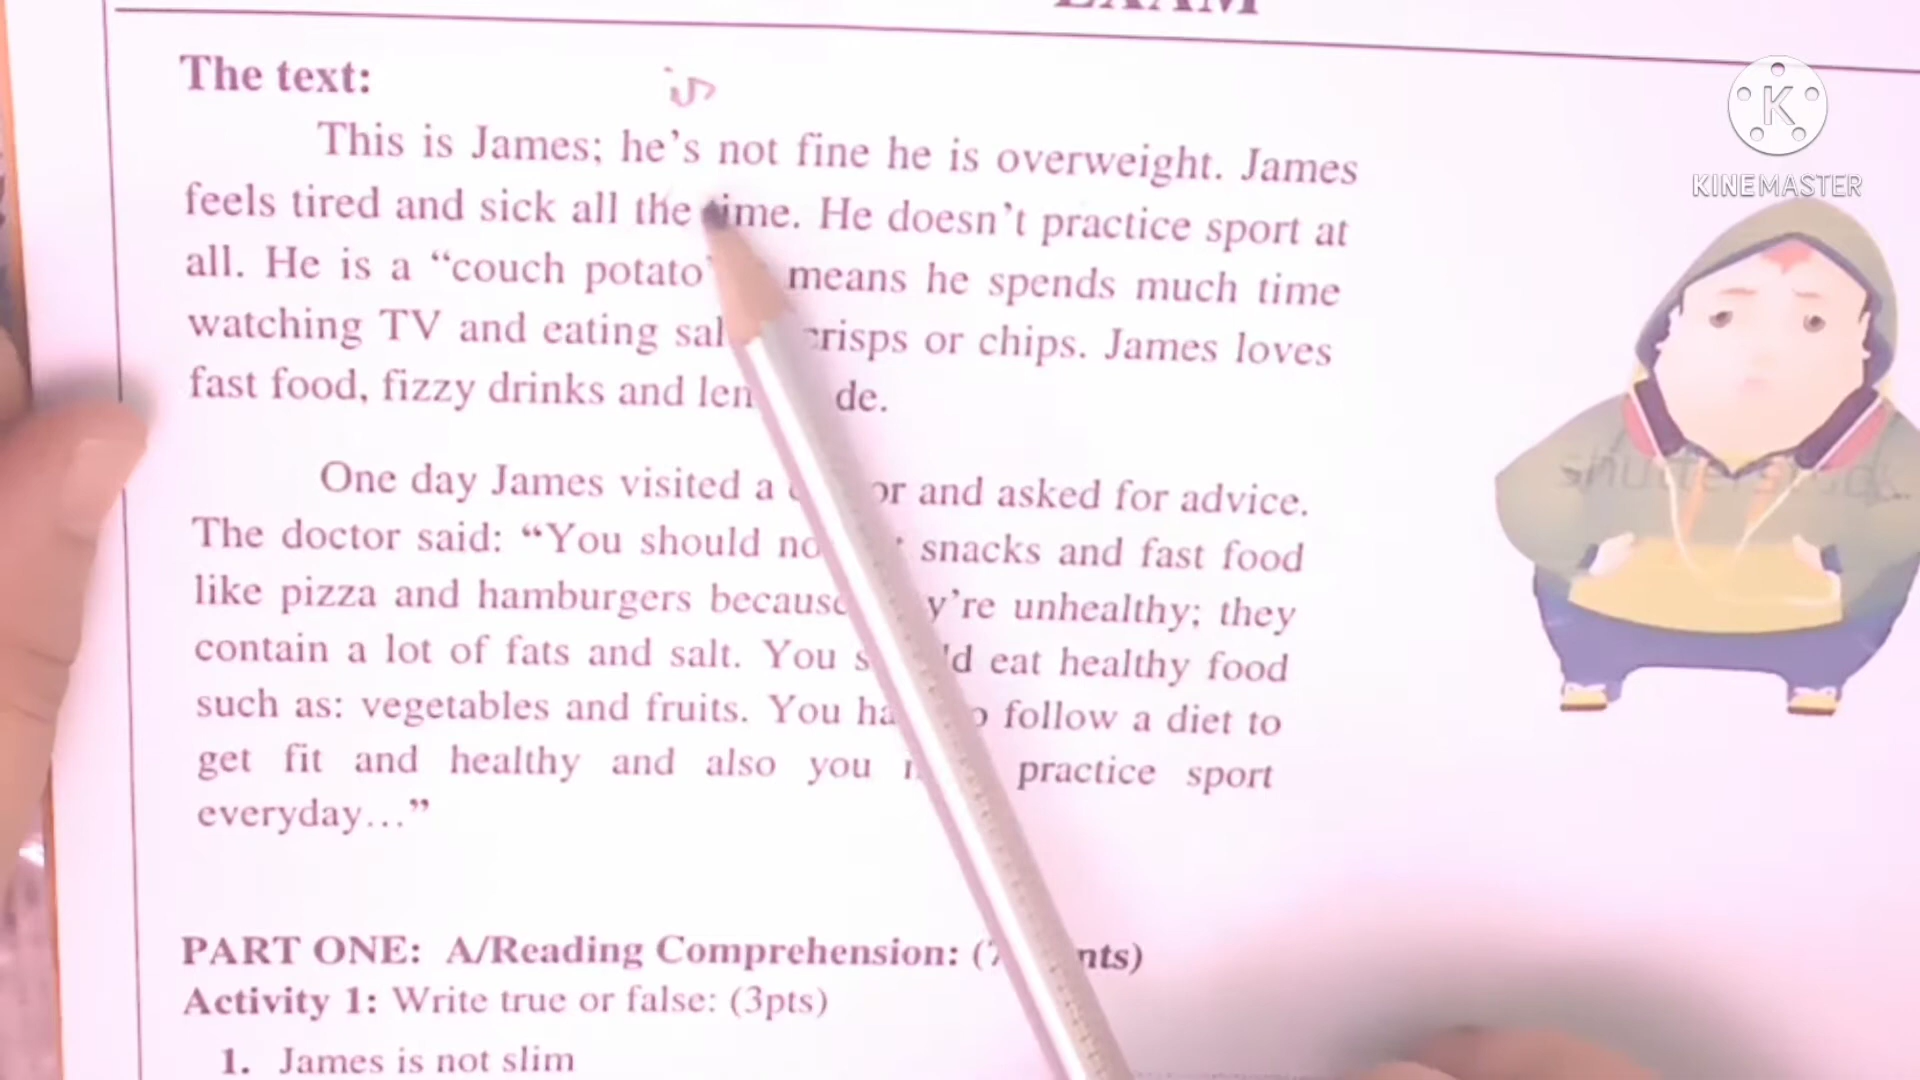 The text:
is
This is James; he's not fine he is overweight. James
feels tired and sick all the time. He doesn't practice sport at
all. He is a "couch potato" means he spends much time
watching TV and eating crisps or chips. James loves
fast food, fizzy drinks and
One day James visited a and asked for advice.
The doctor said: "You should snacks and fast food
like pizza and hamburgers because unhealthy; they
contain a lot of fats and salt. You eat healthy food
such as: vegetables and fruits. You follow a diet to
get fit and healthy and also you practice sport
everyday..."
PART ONE: A/Reading Comprehension:
Activity 1: Write true or false: (3pts)
1. James is not slim
KINEMASTER
shutterstock